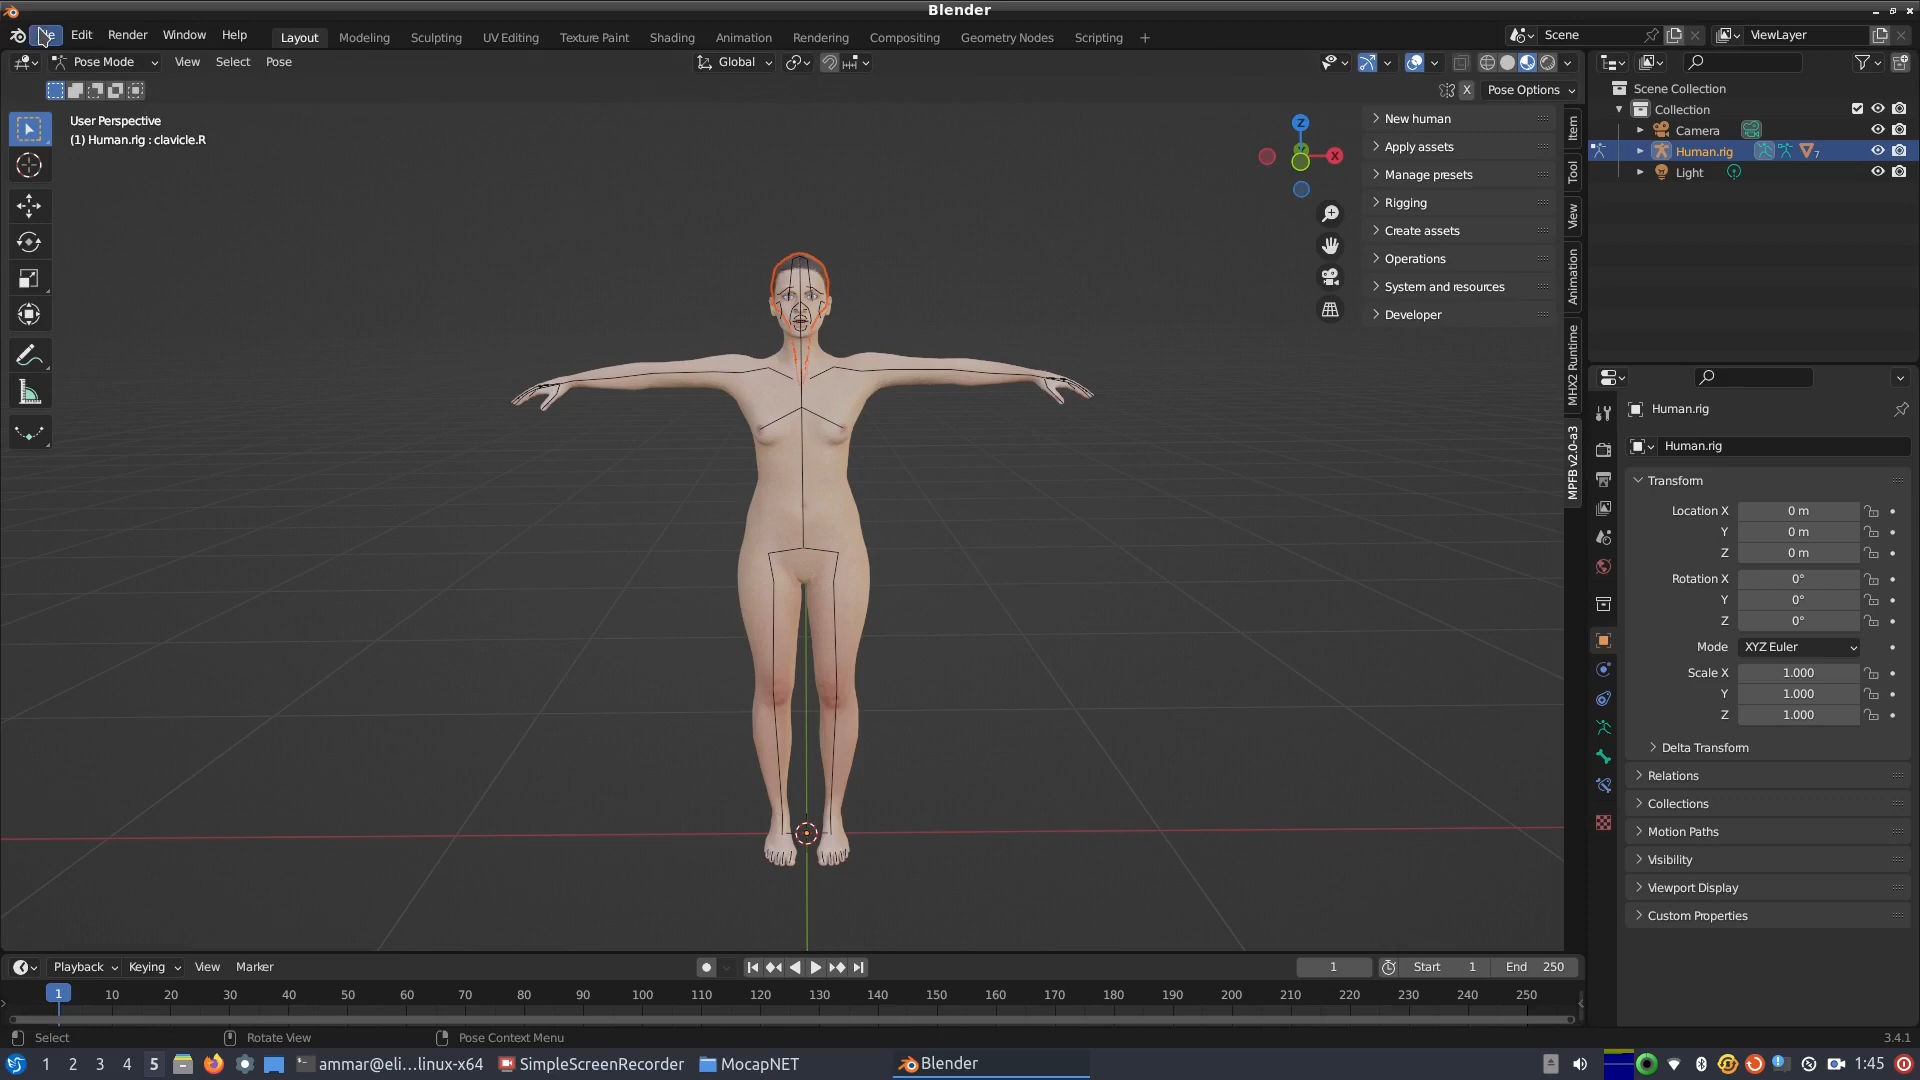 Blender
Edit Render Window Help Layout Modeling Sculpting UV Editing Texture Paint Shading Animation Rendering Compositing Geometry Nodes Scripting + Scene ViewLayer
Pose Mode View Select Pose Global
X Pose Options
User Perspective
(1) Human.rig : clavicle.R
Z
X
New human
Apply assets
Manage presets
Rigging
Create assets
Operations
System and resources
Developer
Item
Tool
View
Animation
MHX2 Runtime
MPFB v2.0-a3
Scene Collection
Collection
Camera
Human.rig 7
Light
Human.rig
Human.rig
Transform
Location X 0 m
Y 0 m
Z 0 m
Rotation X 0°
Y 0°
Z 0°
Mode XYZ Euler
Scale X 1.000
Y 1.000
Z 1.000
Delta Transform
Relations
Collections
Motion Paths
Visibility
Viewport Display
Custom Properties
Playback Keying View Marker 1 Start 1 End 250
1 10 20 30 40 50 60 70 80 90 100 110 120 130 140 150 160 170 180 190 200 210 220 230 240 250
Select Rotate View Pose Context Menu 3.4.1
1 2 3 4 5 ammar@eli...linux-x64 SimpleScreenRecorder MocapNET Blender 1:45